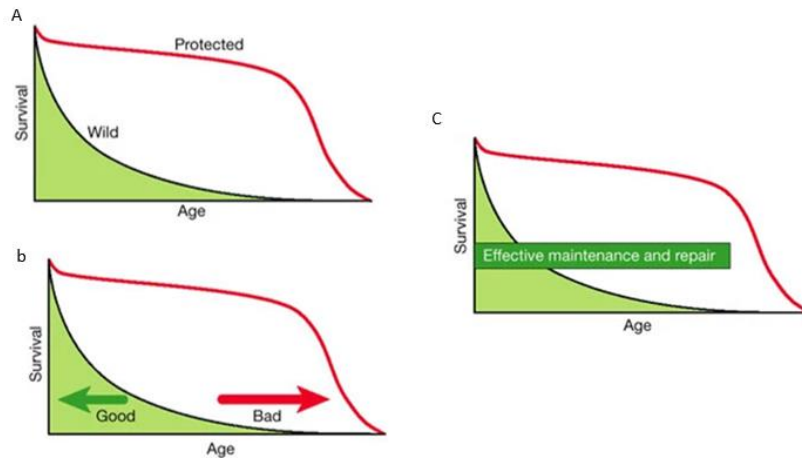 A
Protected
Survival
Wild
Age
b
Survival
Good
Bad
Age
C
Survival
Effective maintenance and repair
Age